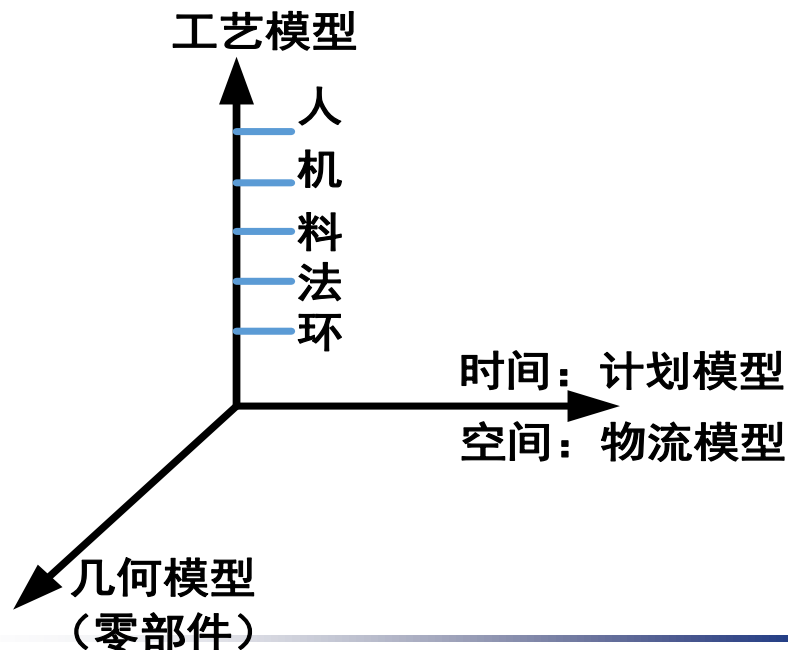 工艺模型
人
机
料
法
环
时间：计划模型
空间：物流模型
几何模型
（零部件）